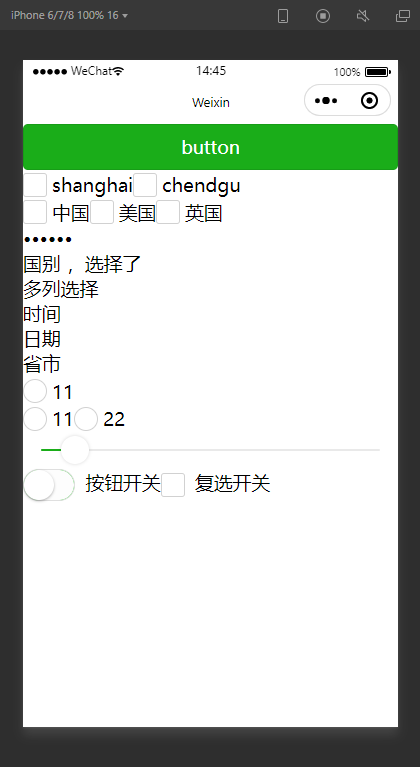 iPhone 6/7/8 100% 16
WeChat 14:45 100%
Weixin
button
shanghai chendgu
中国 美国 英国
••••••
国别 ，选择了
多列选择
时间
日期
省市
11
11 22
按钮开关 复选开关